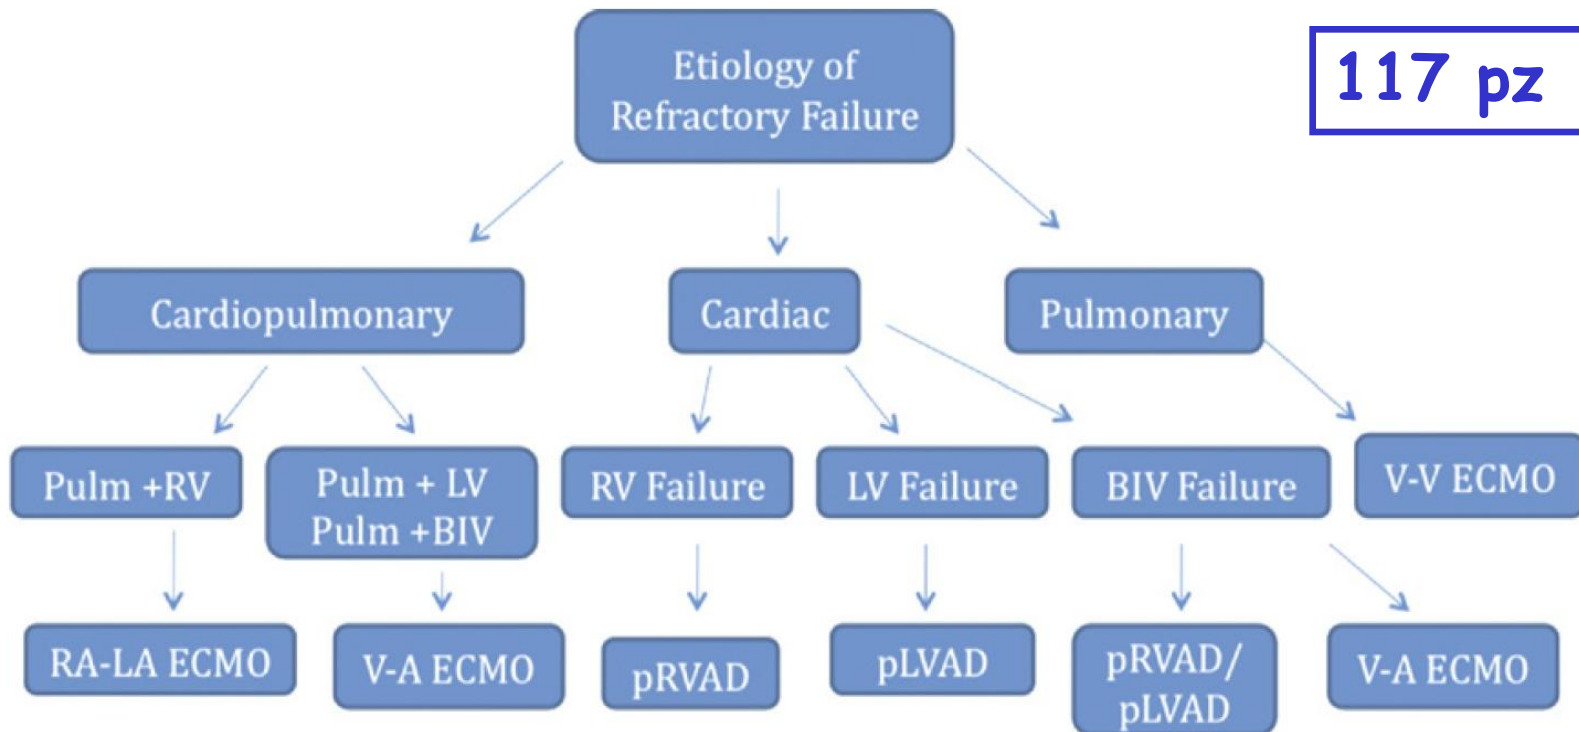 Etiology of
Refractory Failure
117 pz
Cardiopulmonary
Cardiac
Pulmonary
Pulm +RV
Pulm + LV
Pulm +BIV
RV Failure
LV Failure
BIV Failure
V-V ECMO
RA-LA ECMO
V-A ECMO
pRVAD
pLVAD
pRVAD/
pLVAD
V-A ECMO